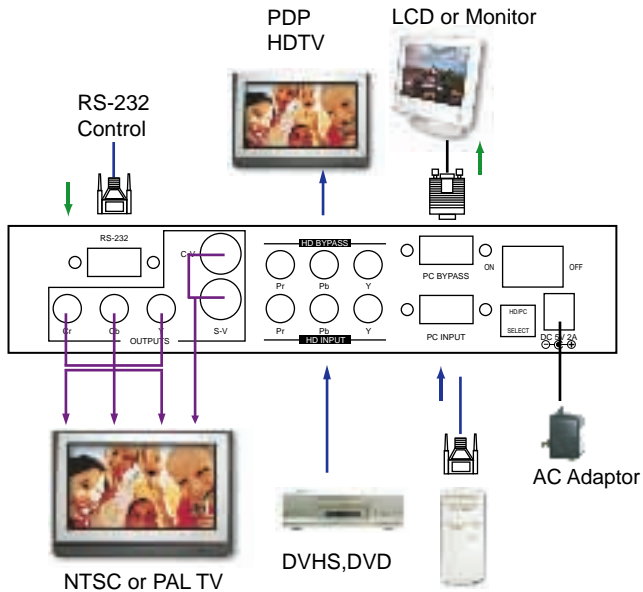 PDP
HDTV
LCD or Monitor
RS-232
Control
RS-232
C-V
S-V
Cr
Cb
Y
OUTPUTS
HD BYPASS
Pr
Pb
Y
Pr
Pb
Y
HD INPUT
PC BYPASS
PC INPUT
ON
OFF
HD/PC
SELECT
DC 5V 2A
AC Adaptor
NTSC or PAL TV
DVHS,DVD